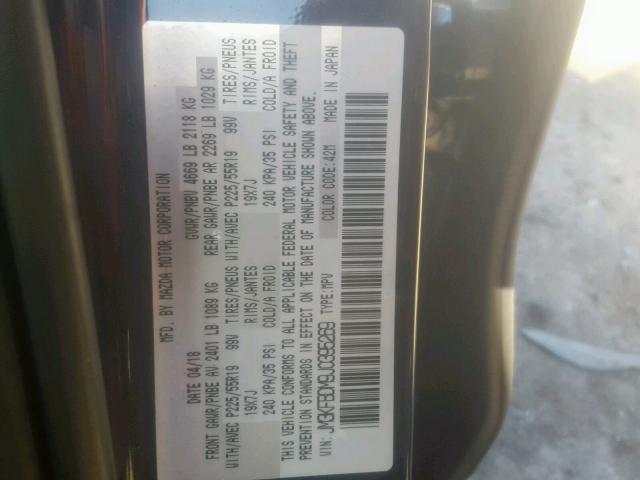 MFD. BY MAZDA MOTOR CORPORATION
DATE 04/18 GVWR/PNBV 4669 LB 2118 KG
FRONT GAWR/PNBE AV 2401 LB 1089 KG REAR GAWR/PNBE AR 2269 LB 1029 KG
WITH/AVEC P225/55R19 99V TIRES/PNEUS WITH/AVEC P225/55R19 99V TIRES/PNEUS
19X7J RIMS/JANTES 19X7J RIMS/JANTES
240 KPA/35 PSI COLD/A FROID 240 KPA/35 PSI COLD/A FROID
THIS VEHICLE CONFORMS TO ALL APPLICABLE FEDERAL MOTOR VEHICLE SAFETY AND THEFT
PREVENTION STANDARDS IN EFFECT ON THE DATE OF MANUFACTURE SHOWN ABOVE.
VIN: JM3KFBDM9J0395269 TYPE: MPV COLOR CODE: 42M MADE IN JAPAN